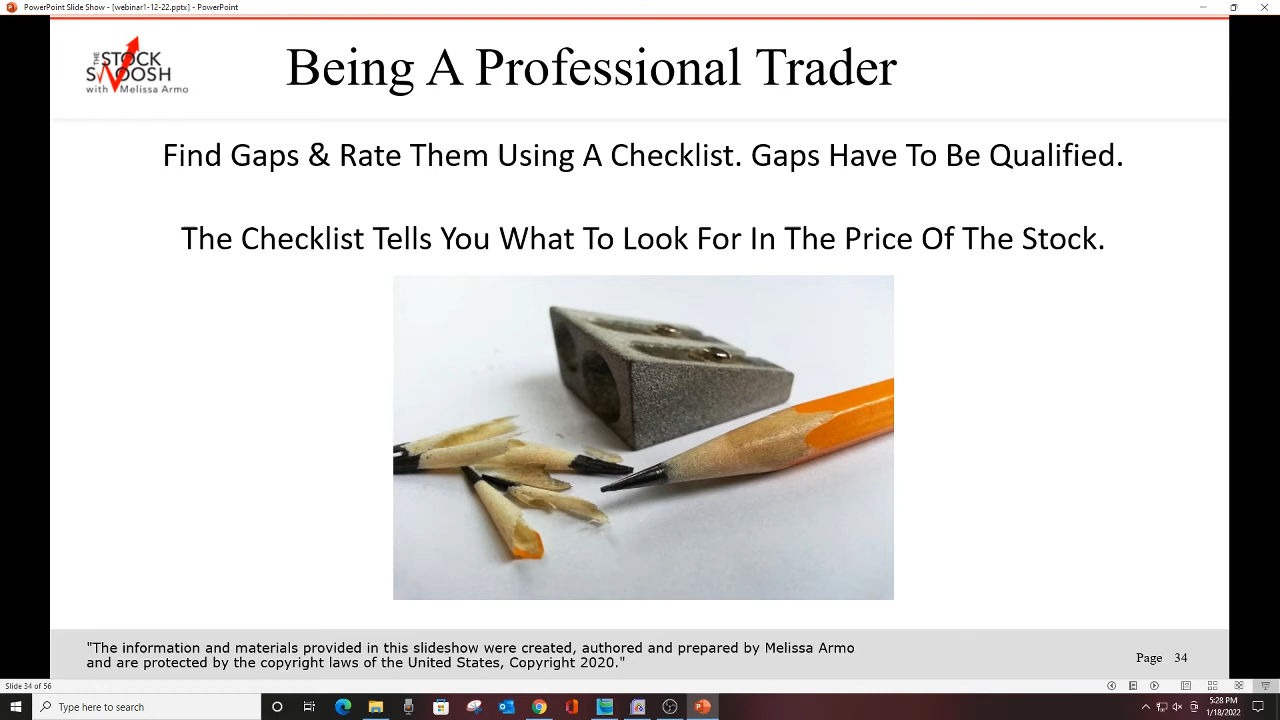 PowerPoint Slide Show - [webinar1-12-22.pptx] - PowerPoint
THE
STOCK
SWOOSH
with Melissa Armo
Being A Professional Trader
Find Gaps & Rate Them Using A Checklist. Gaps Have To Be Qualified.
The Checklist Tells You What To Look For In The Price Of The Stock.
"The information and materials provided in this slideshow were created, authored and prepared by Melissa Armo
and are protected by the copyright laws of the United States, Copyright 2020."
Page 34
Slide 34 of 56
Type here to search
5:28 PM
1/18/2022